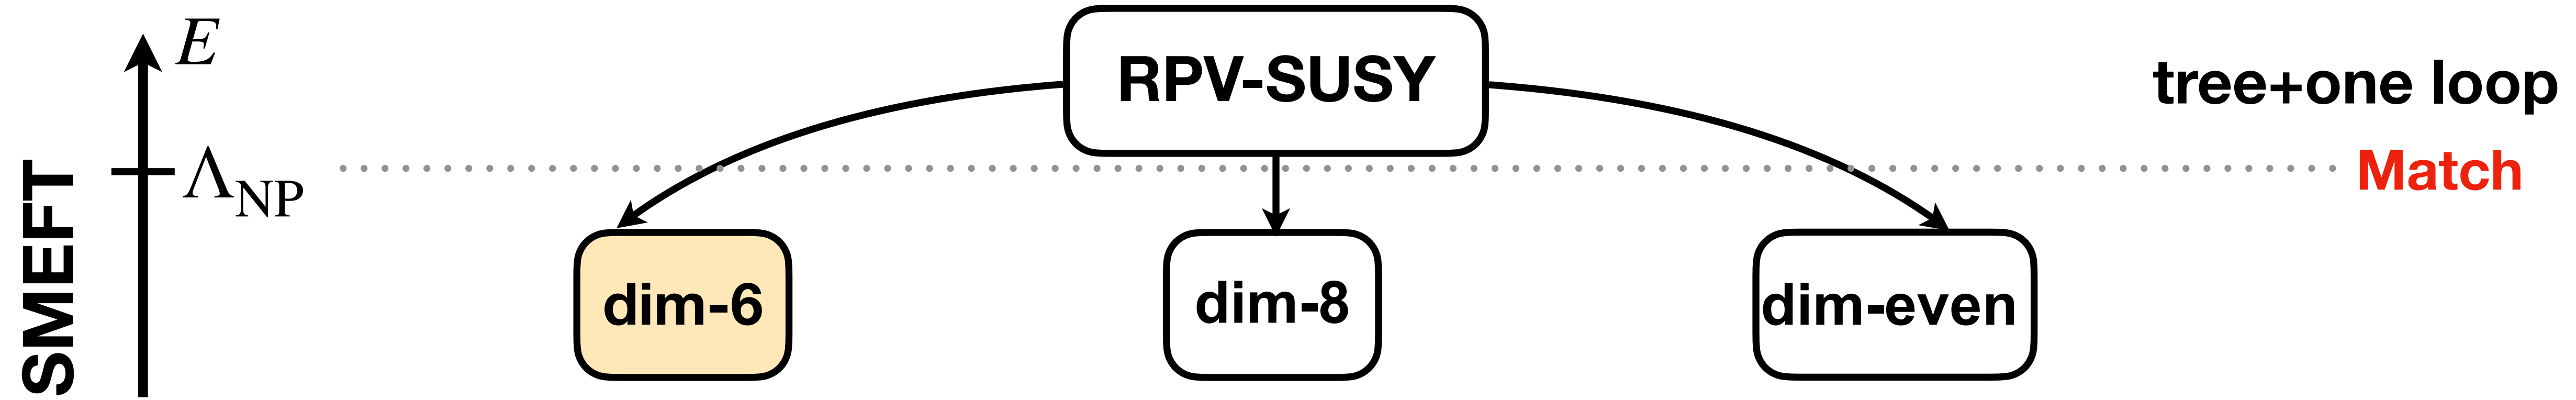 E
RPV-SUSY
tree+one loop
Λ_NP
Match
SMEFT
dim-6
dim-8
dim-even